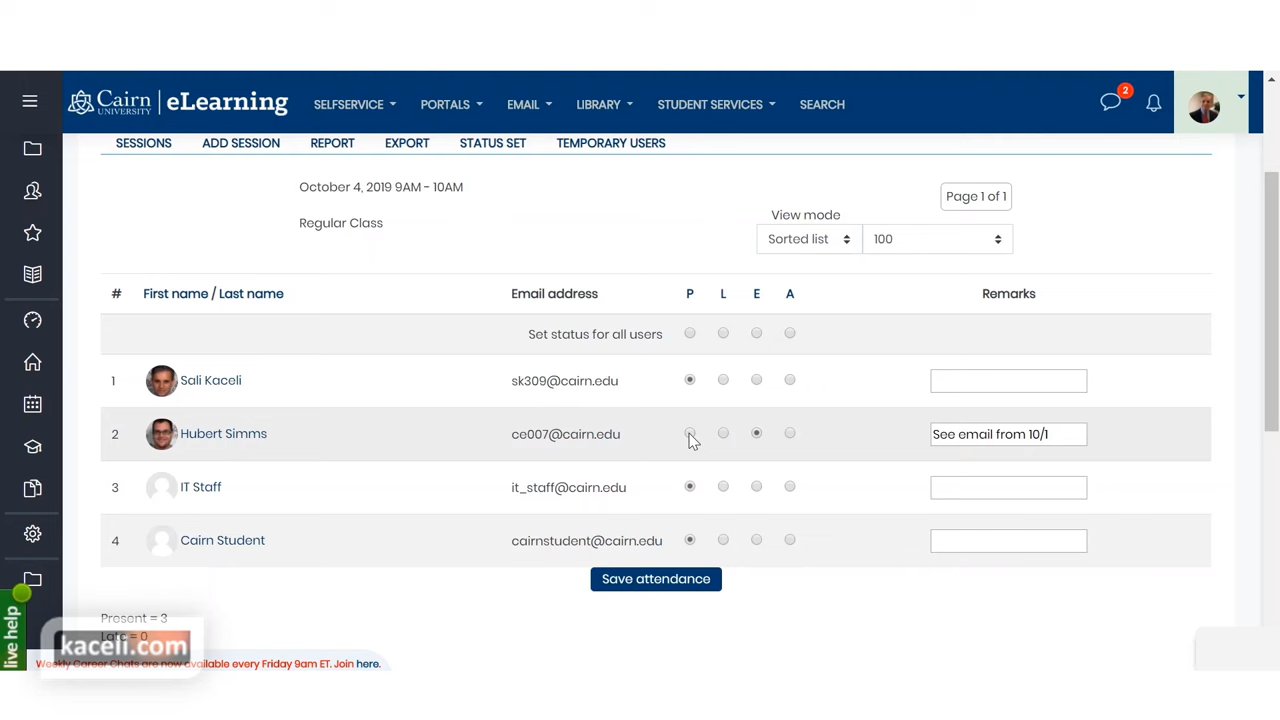 Cairn UNIVERSITY | eLearning SELFSERVICE PORTALS EMAIL LIBRARY STUDENT SERVICES SEARCH 2
SESSIONS ADD SESSION REPORT EXPORT STATUS SET TEMPORARY USERS
October 4, 2019 9AM - 10AM
Page 1 of 1
Regular Class
View mode
Sorted list 100
# First name / Last name Email address P L E A Remarks
Set status for all users
1 Sali Kaceli sk309@cairn.edu
2 Hubert Simms ce007@cairn.edu See email from 10/1
3 IT Staff it_staff@cairn.edu
4 Cairn Student cairnstudent@cairn.edu
Save attendance
Present = 3
Late = 0
live help
kaceli.com
Weekly Career Chats are now available every Friday 9am ET. Join here.